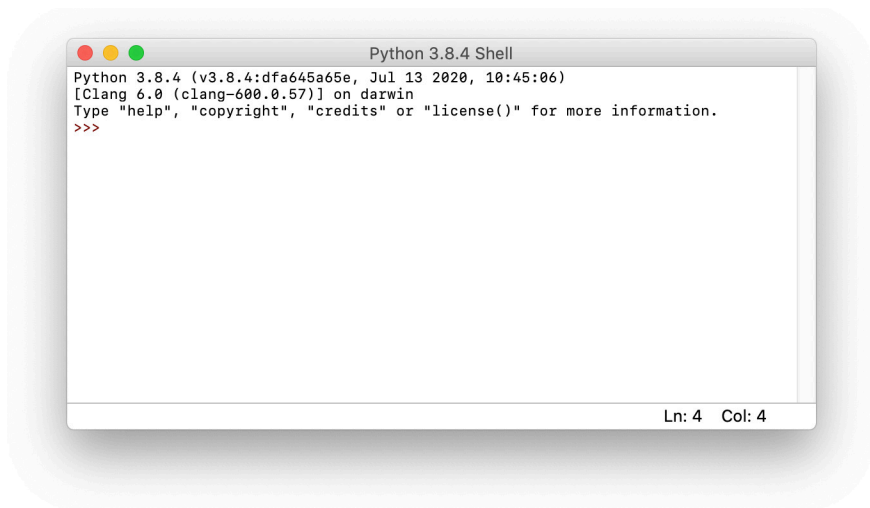 Python 3.8.4 Shell
Python 3.8.4 (v3.8.4:dfa645a65e, Jul 13 2020, 10:45:06)
[Clang 6.0 (clang-600.0.57)] on darwin
Type "help", "copyright", "credits" or "license()" for more information.
>>>
Ln: 4 Col: 4